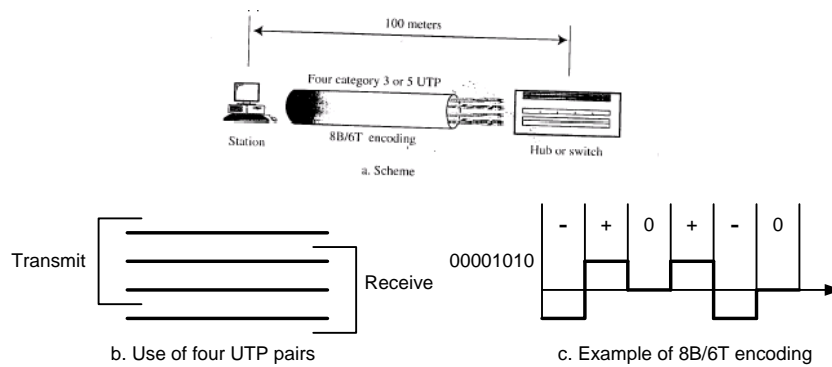 100 meters
Four category 3 or 5 UTP
8B/6T encoding
Station
Hub or switch
a. Scheme
Transmit
Receive
b. Use of four UTP pairs
- + 0 + - 0
00001010
c. Example of 8B/6T encoding